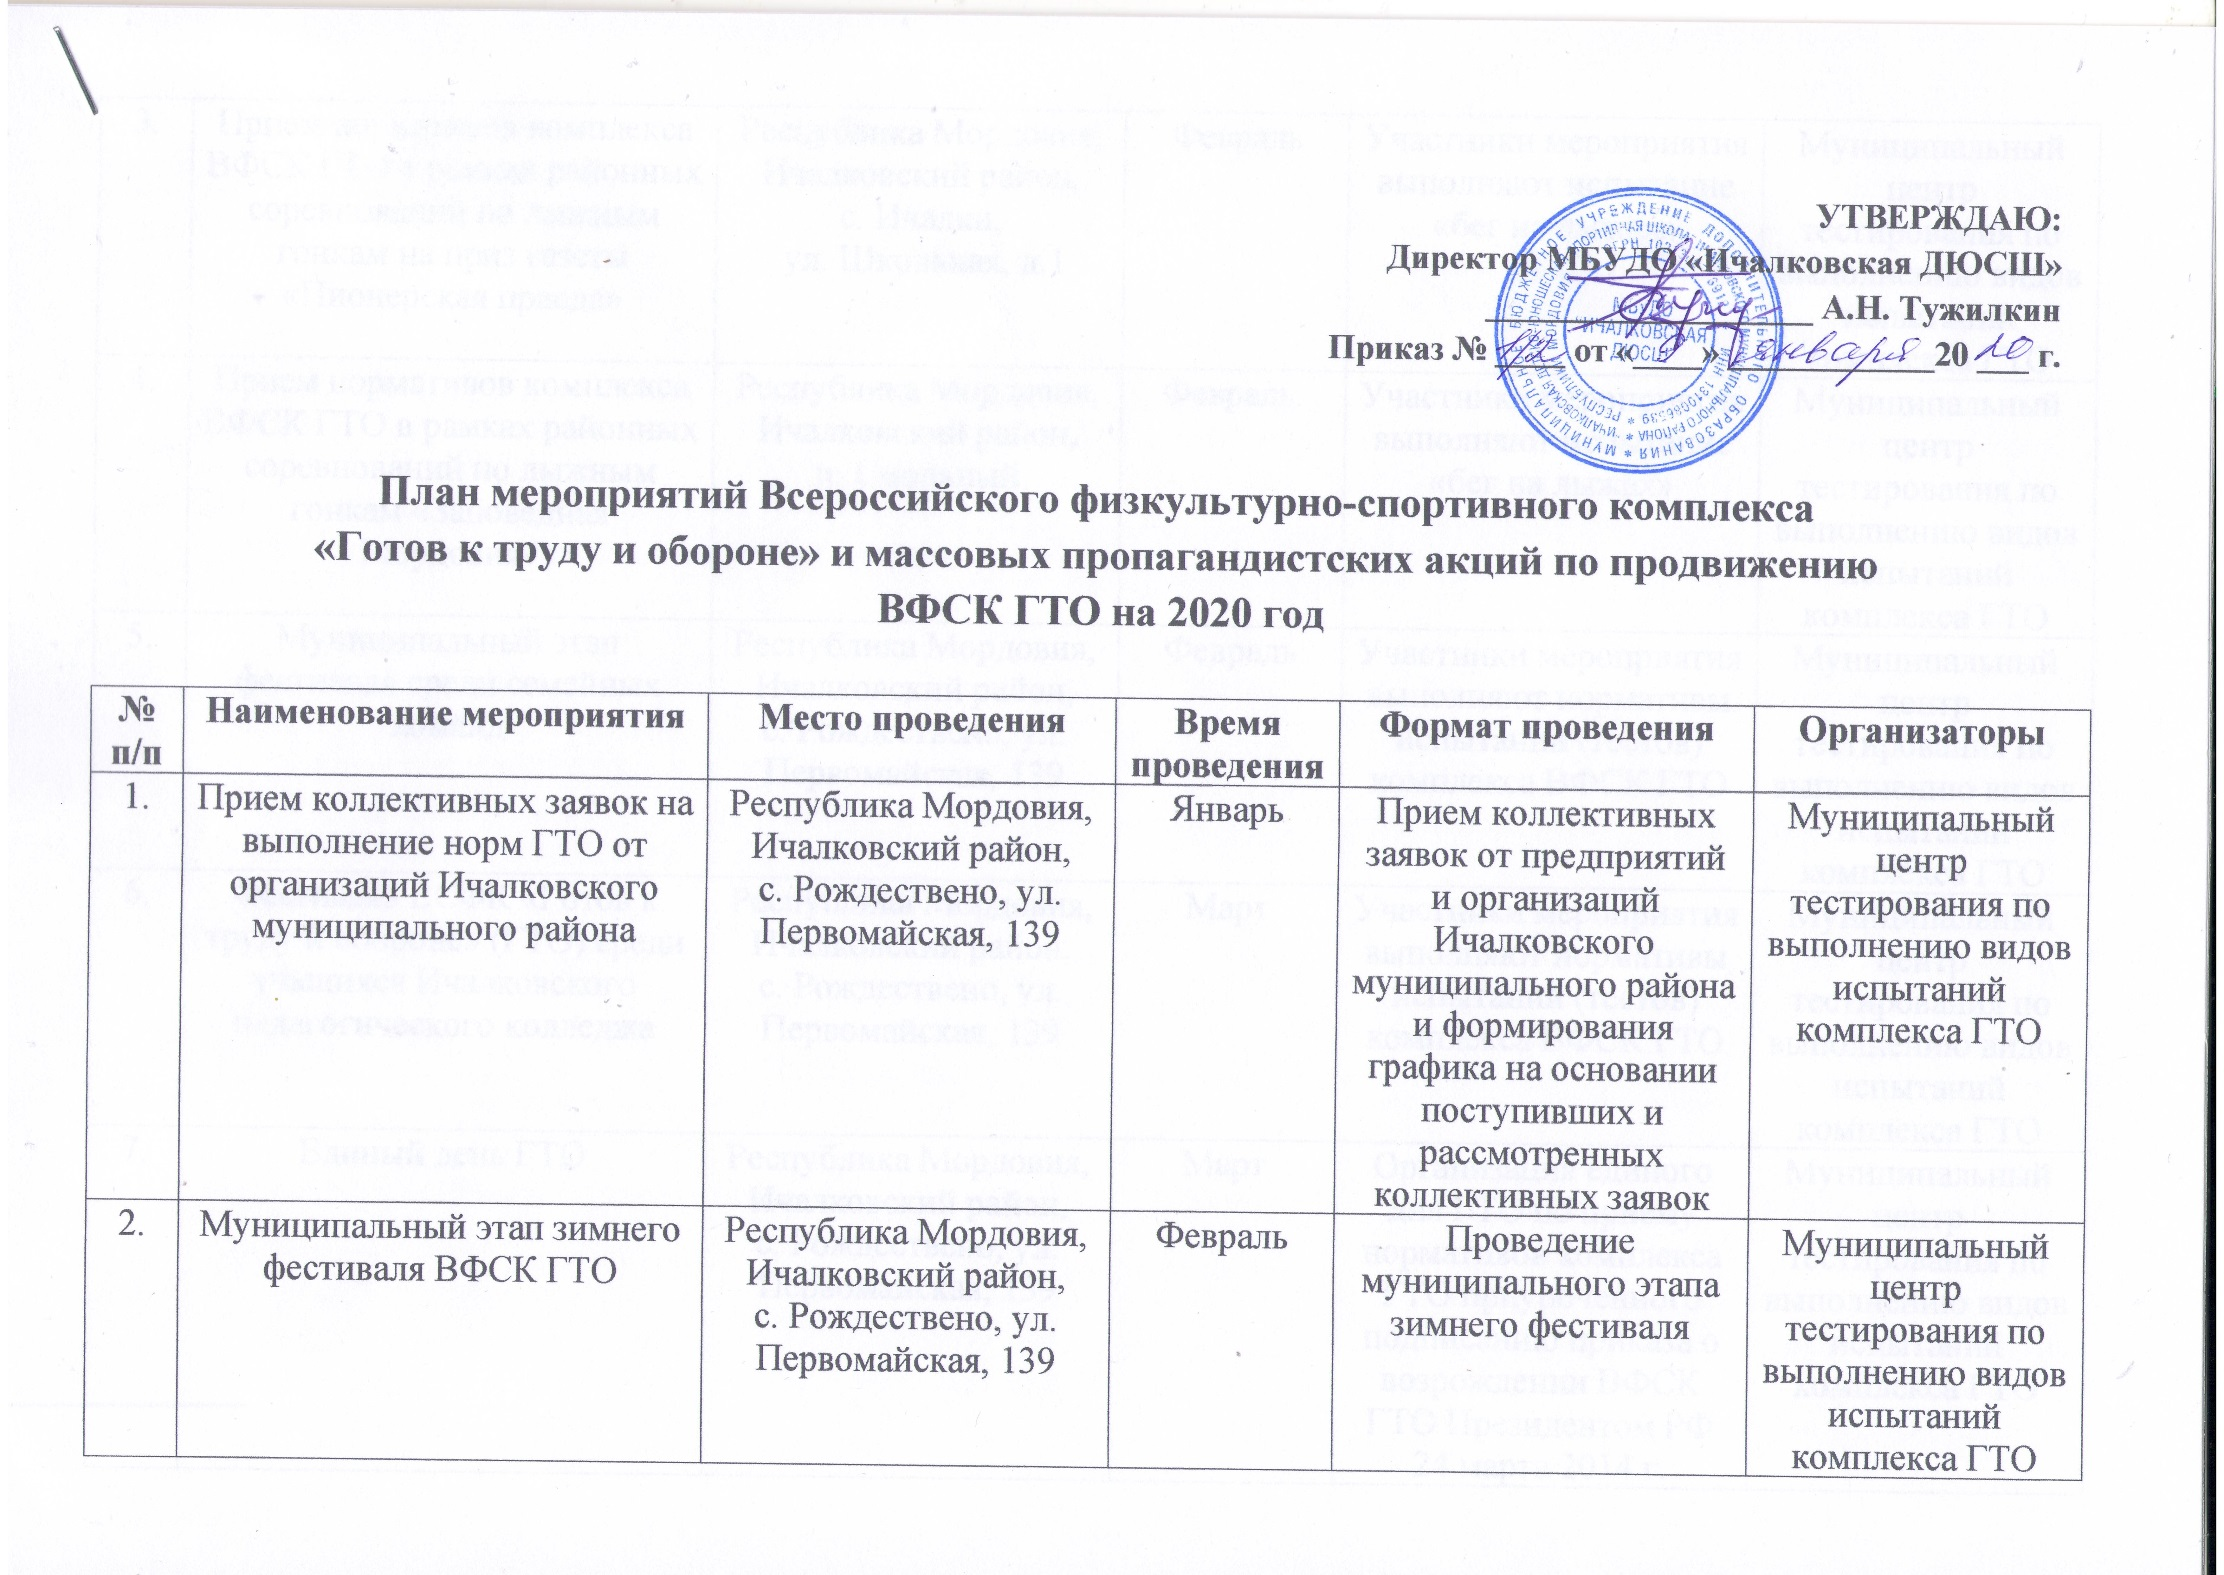 УТВЕРЖДАЮ:
Директор МБУДО «Ичалковская ДЮСШ»
А.Н. Тужилкин
Приказ № от « » января 2020 г.
МБУДО
"ИЧАЛКОВСКАЯ
ДЮСШ"
План мероприятий Всероссийского физкультурно-спортивного комплекса
«Готов к труду и обороне» и массовых пропагандистских акций по продвижению
ВФСК ГТО на 2020 год
№
п/п
Наименование мероприятия
Место проведения
Время
проведения
Формат проведения
Организаторы
1.
Прием коллективных заявок на
выполнение норм ГТО от
организаций Ичалковского
муниципального района
Республика Мордовия,
Ичалковский район,
с. Рождествено, ул.
Первомайская, 139
Январь
Прием коллективных
заявок от предприятий
и организаций
Ичалковского
муниципального района
и формирования
графика на основании
поступивших и
рассмотренных
коллективных заявок
Муниципальный
центр
тестирования по
выполнению видов
испытаний
комплекса ГТО
2.
Муниципальный этап зимнего
фестиваля ВФСК ГТО
Республика Мордовия,
Ичалковский район,
с. Рождествено, ул.
Первомайская, 139
Февраль
Проведение
муниципального этапа
зимнего фестиваля
Муниципальный
центр
тестирования по
выполнению видов
испытаний
комплекса ГТО